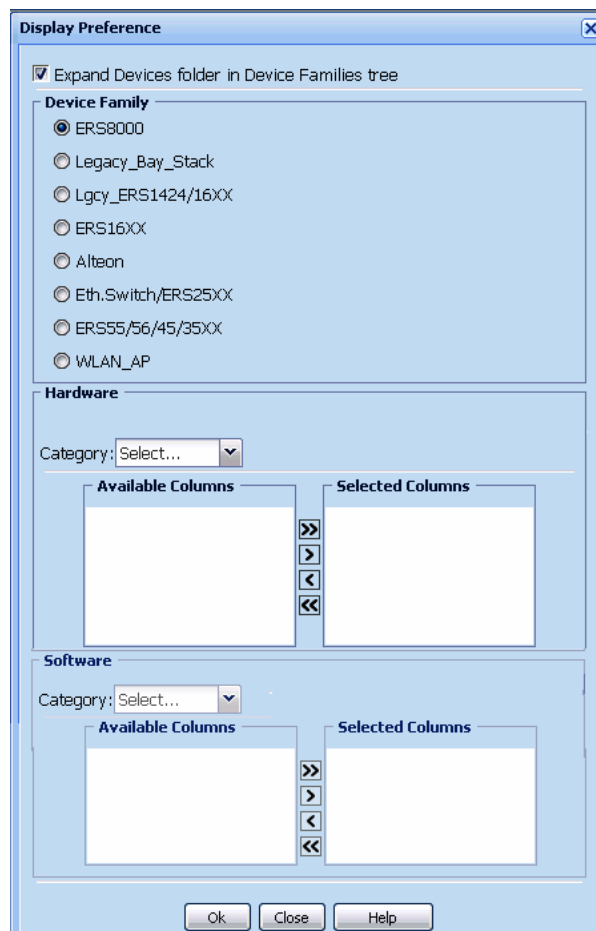 Display Preference
Expand Devices folder in Device Families tree
Device Family
ERS8000
Legacy_Bay_Stack
Lgcy_ERS1424/16XX
ERS16XX
Alteon
Eth.Switch/ERS25XX
ERS55/56/45/35XX
WLAN_AP
Hardware
Category: Select...
Available Columns Selected Columns
>>
>
<
<<
Software
Category: Select...
Available Columns Selected Columns
>>
>
<
<<
Ok Close Help